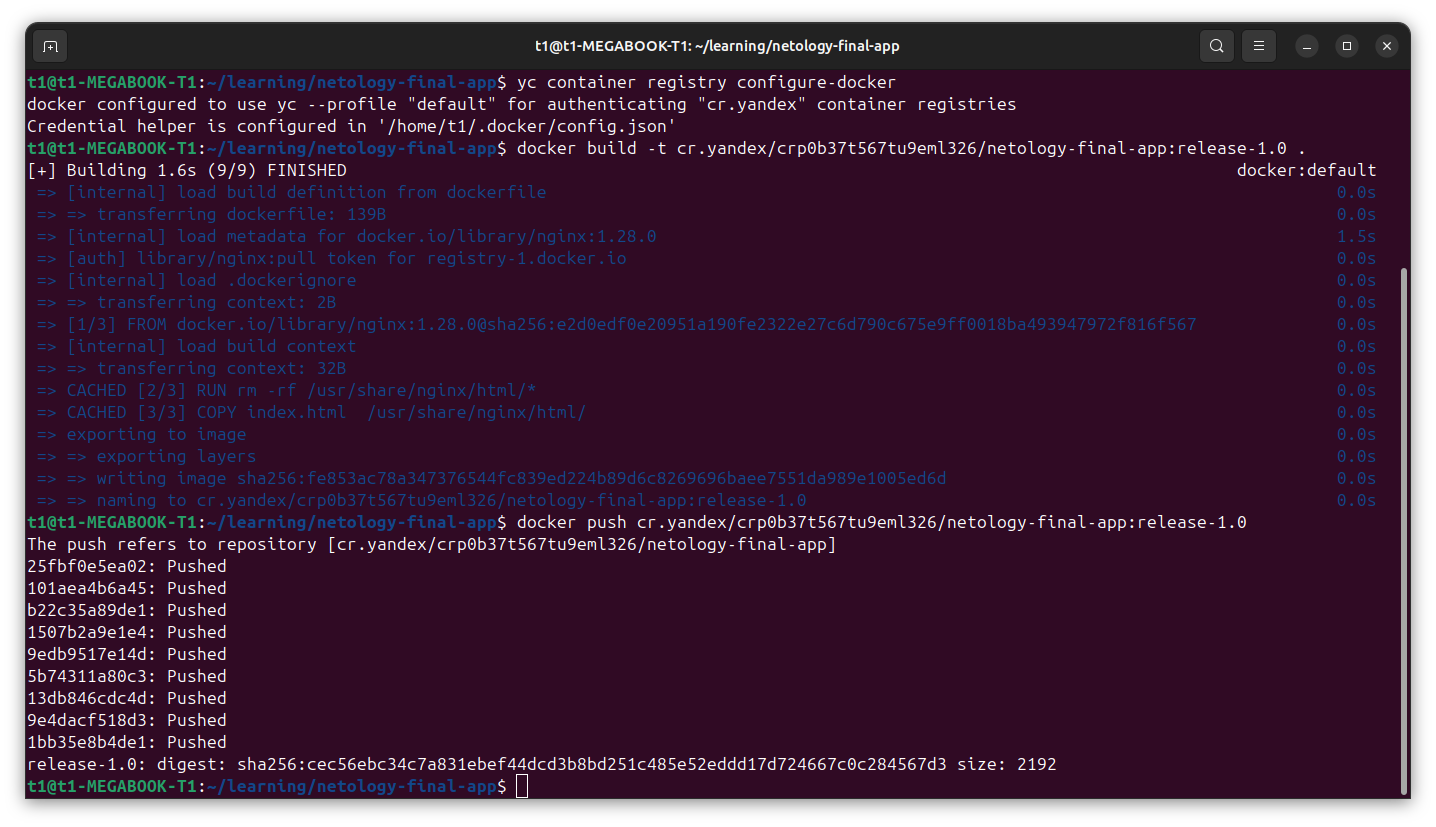 t1@t1-MEGABOOK-T1: ~/learning/netology-final-app
t1@t1-MEGABOOK-T1:~/learning/netology-final-app$ yc container registry configure-docker
docker configured to use yc --profile "default" for authenticating "cr.yandex" container registries
Credential helper is configured in '/home/t1/.docker/config.json'
t1@t1-MEGABOOK-T1:~/learning/netology-final-app$ docker build -t cr.yandex/crp0b37t567tu9eml326/netology-final-app:release-1.0 .
[+] Building 1.6s (9/9) FINISHED docker:default
=> [internal] load build definition from dockerfile 0.0s
=> => transferring dockerfile: 139B 0.0s
=> [internal] load metadata for docker.io/library/nginx:1.28.0 1.5s
=> [auth] library/nginx:pull token for registry-1.docker.io 0.0s
=> [internal] load .dockerignore 0.0s
=> => transferring context: 2B 0.0s
=> [1/3] FROM docker.io/library/nginx:1.28.0@sha256:e2d0edf0e20951a190fe2322e27c6d790c675e9ff0018ba493947972f816f567 0.0s
=> [internal] load build context 0.0s
=> => transferring context: 32B 0.0s
=> CACHED [2/3] RUN rm -rf /usr/share/nginx/html/* 0.0s
=> CACHED [3/3] COPY index.html  /usr/share/nginx/html/ 0.0s
=> exporting to image 0.0s
=> => exporting layers 0.0s
=> => writing image sha256:fe853ac78a347376544fc839ed224b89d6c8269696baee7551da989e1005ed6d 0.0s
=> => naming to cr.yandex/crp0b37t567tu9eml326/netology-final-app:release-1.0 0.0s
t1@t1-MEGABOOK-T1:~/learning/netology-final-app$ docker push cr.yandex/crp0b37t567tu9eml326/netology-final-app:release-1.0
The push refers to repository [cr.yandex/crp0b37t567tu9eml326/netology-final-app]
25fbf0e5ea02: Pushed
101aea4b6a45: Pushed
b22c35a89de1: Pushed
1507b2a9e1e4: Pushed
9edb9517e14d: Pushed
5b74311a80c3: Pushed
13db846cdc4d: Pushed
9e4dacf518d3: Pushed
1bb35e8b4de1: Pushed
release-1.0: digest: sha256:cec56ebc34c7a831ebef44dcd3b8bd251c485e52eddd17d724667c0c284567d3 size: 2192
t1@t1-MEGABOOK-T1:~/learning/netology-final-app$